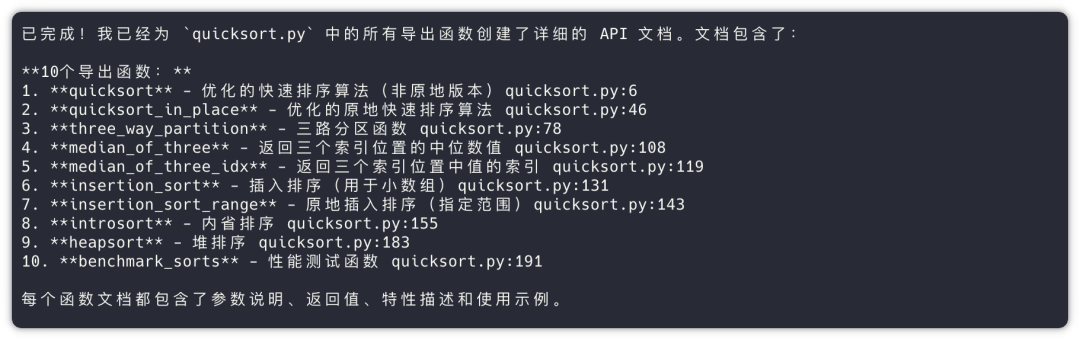 已完成！我已经为 `quicksort.py` 中的所有导出函数创建了详细的 API 文档。文档包含了：
**10个导出函数：**
1. **quicksort** - 优化的快速排序算法（非原地版本）quicksort.py:6
2. **quicksort_in_place** - 优化的原地快速排序算法 quicksort.py:46
3. **three_way_partition** - 三路分区函数 quicksort.py:78
4. **median_of_three** - 返回三个索引位置的中位数值 quicksort.py:108
5. **median_of_three_idx** - 返回三个索引位置中值的索引 quicksort.py:119
6. **insertion_sort** - 插入排序（用于小数组）quicksort.py:131
7. **insertion_sort_range** - 原地插入排序（指定范围）quicksort.py:143
8. **introsort** - 内省排序 quicksort.py:155
9. **heapsort** - 堆排序 quicksort.py:183
10. **benchmark_sorts** - 性能测试函数 quicksort.py:191
每个函数文档都包含了参数说明、返回值、特性描述和使用示例。